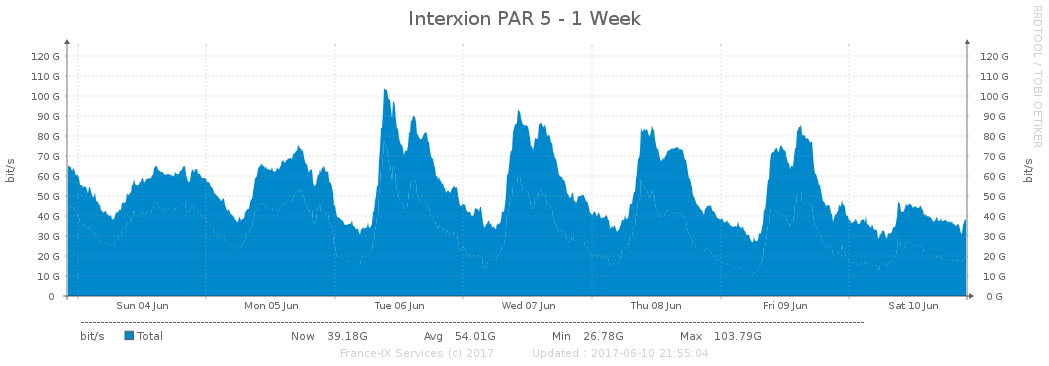 Interxion PAR 5 - 1 Week
RRDTOOL / TOBI OETIKER
bit/s
120 G 120 G
110 G 110 G
100 G 100 G
90 G 90 G
80 G 80 G
70 G 70 G
60 G 60 G
50 G 50 G
40 G 40 G
30 G 30 G
20 G 20 G
10 G 10 G
0 0 G
bit/s
Sun 04 Jun Mon 05 Jun Tue 06 Jun Wed 07 Jun Thu 08 Jun Fri 09 Jun Sat 10 Jun
bit/s Total Now 39.18G Avg 54.01G Min 26.78G Max 103.79G
France-IX Services (c) 2017 Updated : 2017-06-10 21:55:04